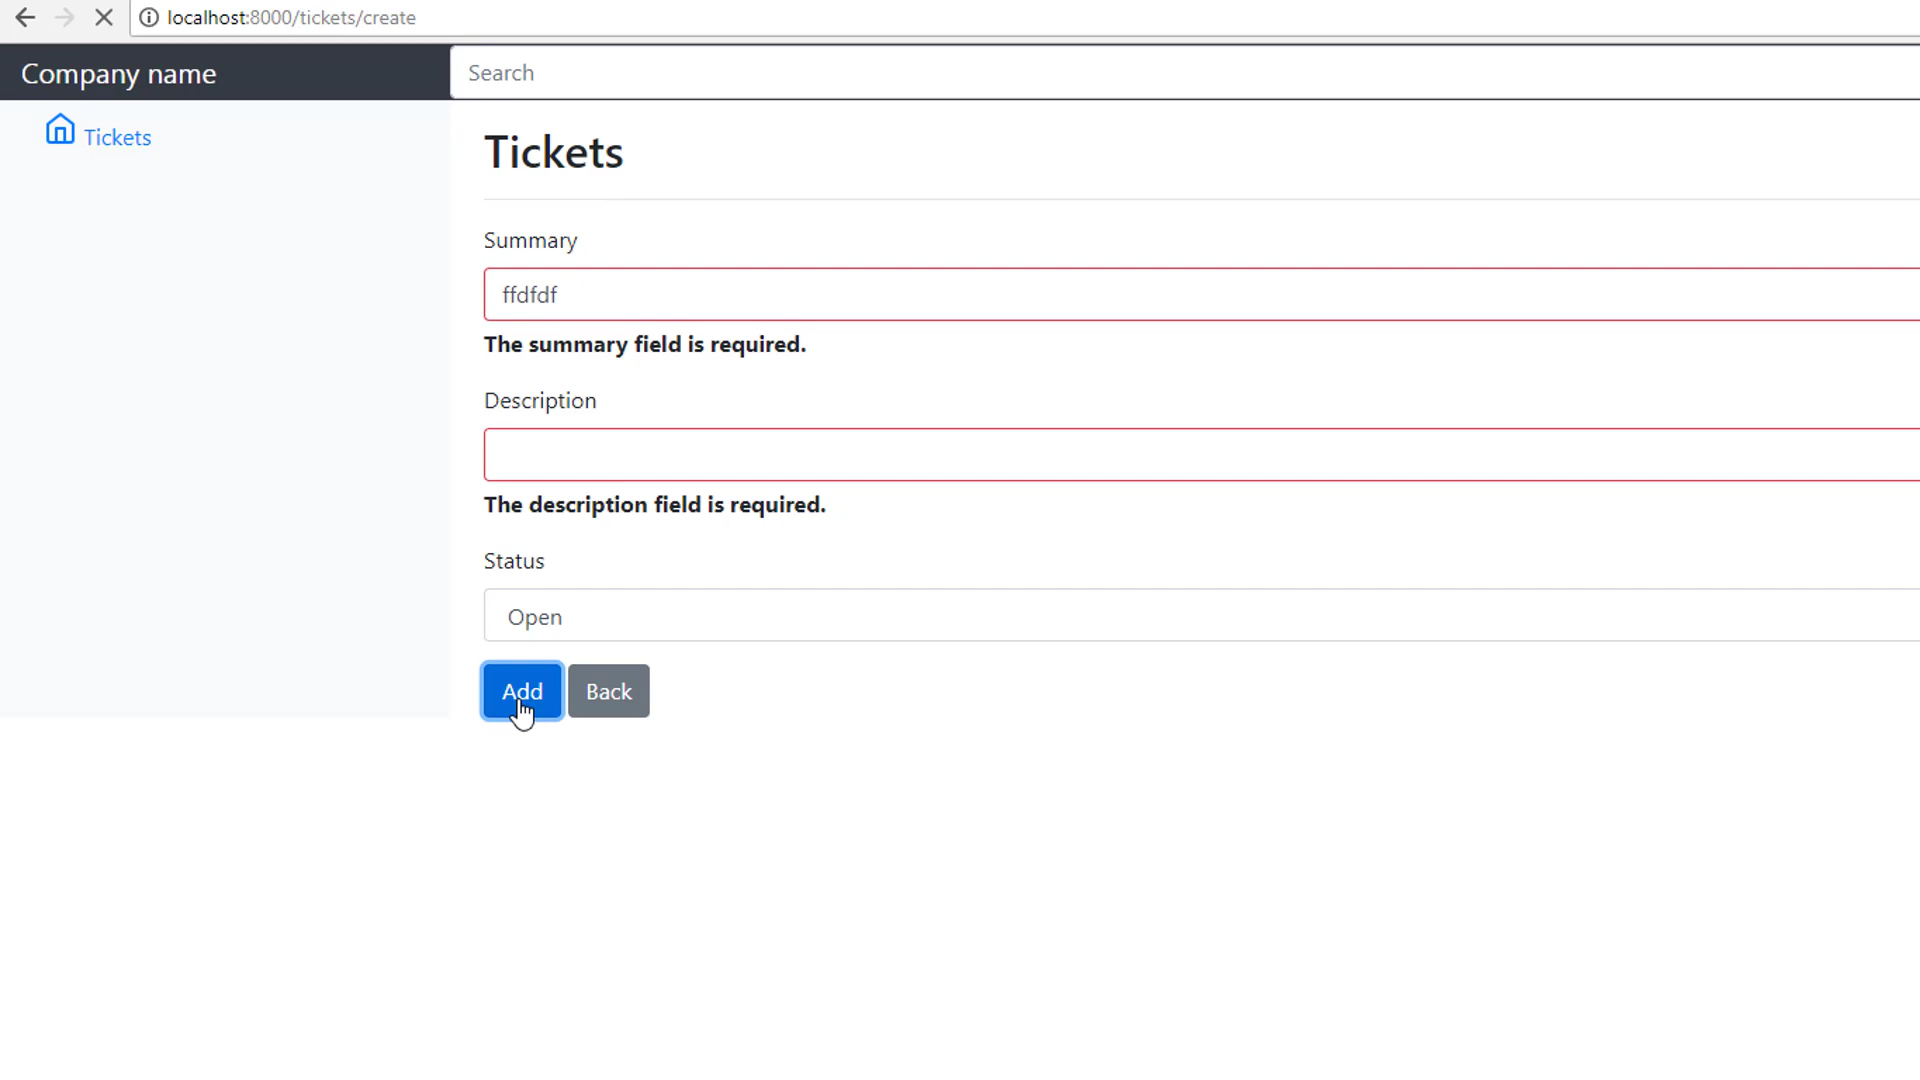 localhost:8000/tickets/create
Company name
Search
Tickets
Tickets
Summary
ffdfdf
The summary field is required.
Description
The description field is required.
Status
Open
Add Back